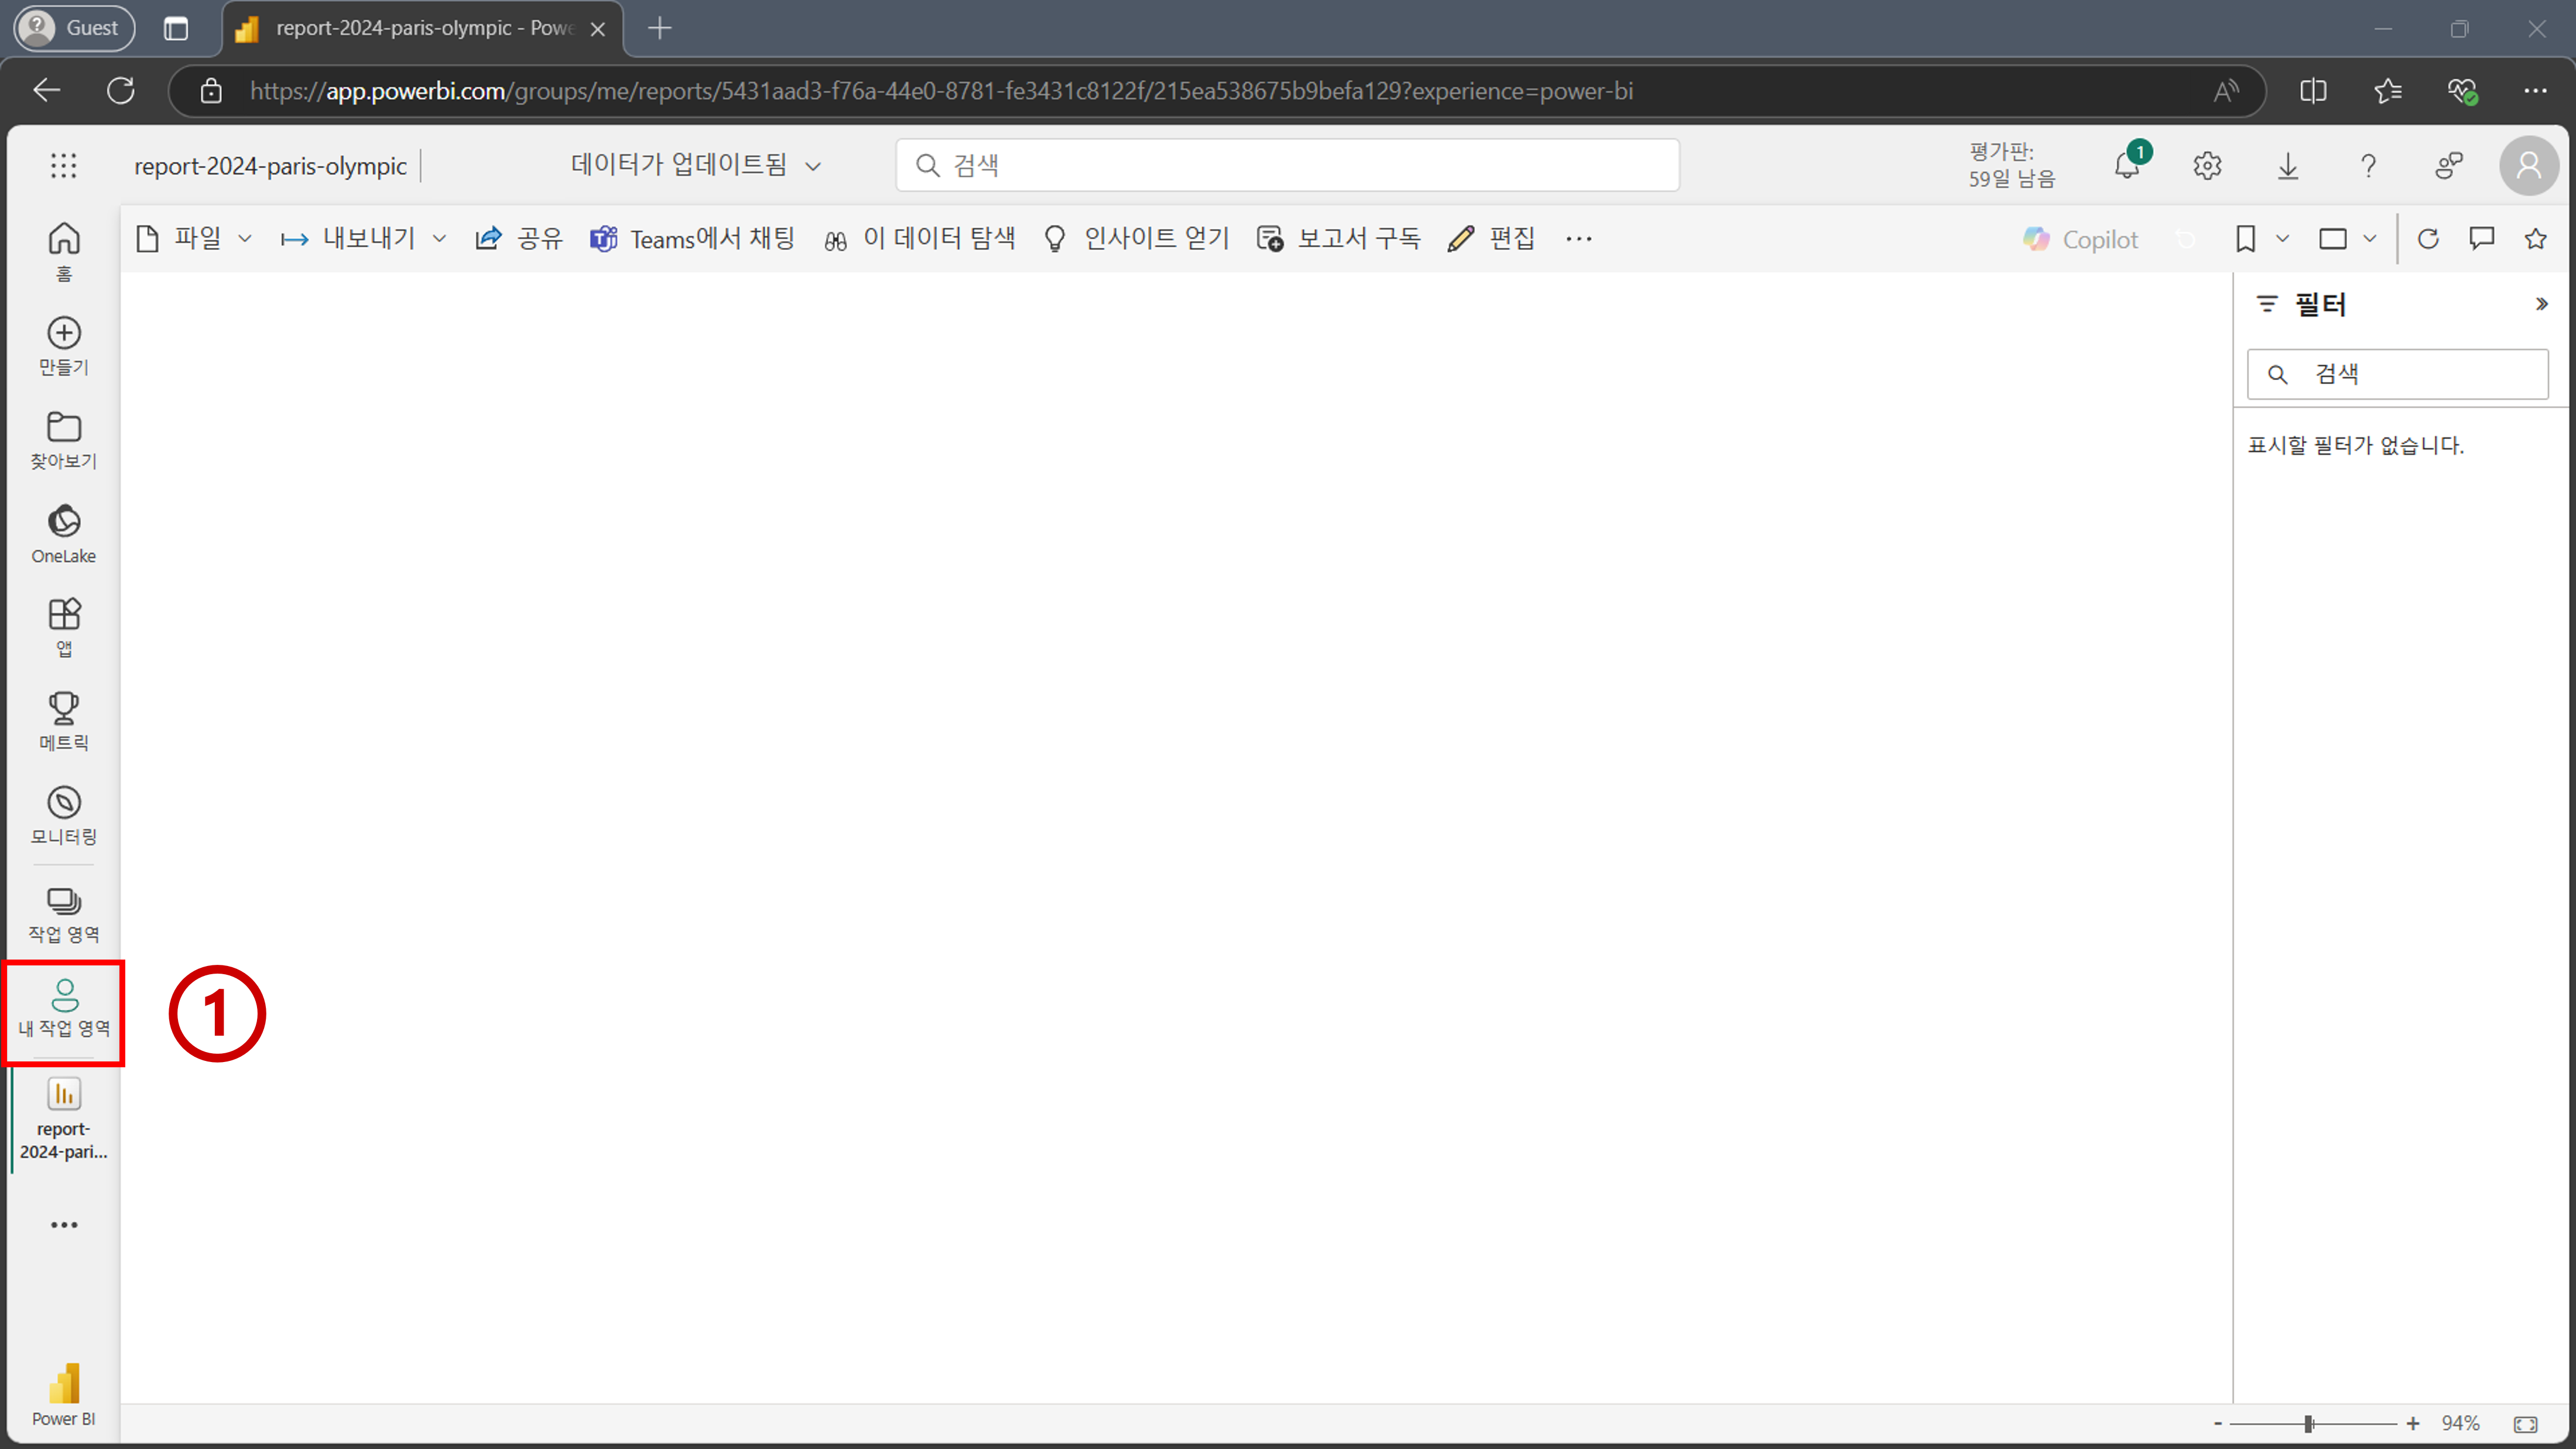 Guest
report-2024-paris-olympic - Powe
https://app.powerbi.com/groups/me/reports/5431aad3-f76a-44e0-8781-fe3431c8122f/215ea538675b9befa129?experience=power-bi
report-2024-paris-olympic
데이터가 업데이트됨
검색
평가판:
59일 남음
1
파일
내보내기
공유
Teams에서 채팅
이 데이터 탐색
인사이트 얻기
보고서 구독
편집
Copilot
홈
만들기
찾아보기
OneLake
앱
메트릭
모니터링
작업 영역
내 작업 영역
1
report-
2024-pari...
Power BI
필터
검색
표시할 필터가 없습니다.
- + 94%